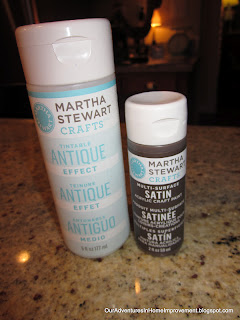 MARTHA
STEWART
CRAFTS
TINTABLE
ANTIQUE
EFFECT
ANTIQUE
EFFET
ANTIGUO
MEDIO
MARTHA
STEWART
CRAFTS
MULTI-SURFACE
SATIN
ACRYLIC CRAFT PAINT
SATINÉE
SATIN
OurAdventuresInHomeImprovement.blogspot.com